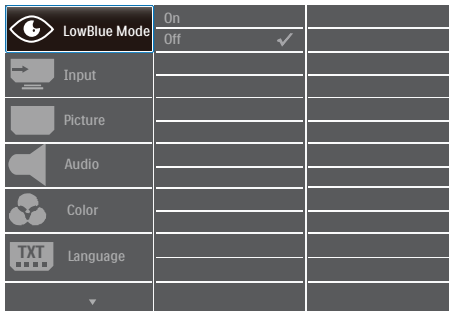 LowBlue Mode
On
Off
Input
Picture
Audio
Color
TXT
Language